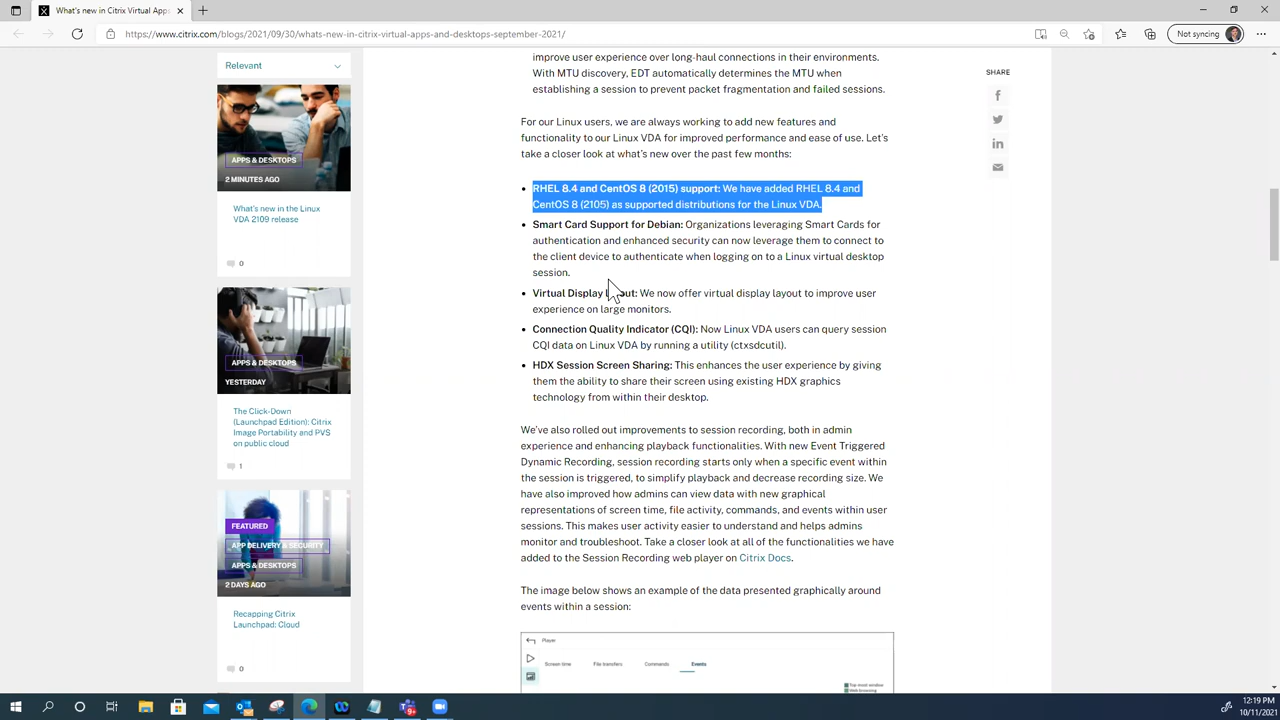 What's new in Citrix Virtual Apps
https://www.citrix.com/blogs/2021/09/30/whats-new-in-citrix-virtual-apps-and-desktops-september-2021/
Not syncing
Relevant
APPS & DESKTOPS
2 MINUTES AGO
What's new in the Linux
VDA 2109 release
0
APPS & DESKTOPS
YESTERDAY
The Click-Down
(Launchpad Edition): Citrix
Image Portability and PVS
on public cloud
1
FEATURED
APP DELIVERY & SECURITY
APPS & DESKTOPS
2 DAYS AGO
Recapping Citrix
Launchpad: Cloud
0
improve user experience over long-haul connections in their environments.
With MTU discovery, EDT automatically determines the MTU when
establishing a session to prevent packet fragmentation and failed sessions.
For our Linux users, we are always working to add new features and
functionality to our Linux VDA for improved performance and ease of use. Let's
take a closer look at what's new over the past few months:
• RHEL 8.4 and CentOS 8 (2015) support: We have added RHEL 8.4 and
CentOS 8 (2105) as supported distributions for the Linux VDA.
• Smart Card Support for Debian: Organizations leveraging Smart Cards for
authentication and enhanced security can now leverage them to connect to
the client device to authenticate when logging on to a Linux virtual desktop
session.
• Virtual Display Layout: We now offer virtual display layout to improve user
experience on large monitors.
• Connection Quality Indicator (CQI): Now Linux VDA users can query session
CQI data on Linux VDA by running a utility (ctxsdcutil).
• HDX Session Screen Sharing: This enhances the user experience by giving
them the ability to share their screen using existing HDX graphics
technology from within their desktop.
We've also rolled out improvements to session recording, both in admin
experience and enhancing playback functionalities. With new Event Triggered
Dynamic Recording, session recording starts only when a specific event within
the session is triggered, to simplify playback and decrease recording size. We
have also improved how admins can view data with new graphical
representations of screen time, file activity, commands, and events within user
sessions. This makes user activity easier to understand and helps admins
monitor and troubleshoot. Take a closer look at all of the functionalities we have
added to the Session Recording web player on Citrix Docs.
The image below shows an example of the data presented graphically around
events within a session:
Player
Screen time File transfers Commands Events
Top most window
Web browsing
SHARE
12:19 PM
10/11/2021